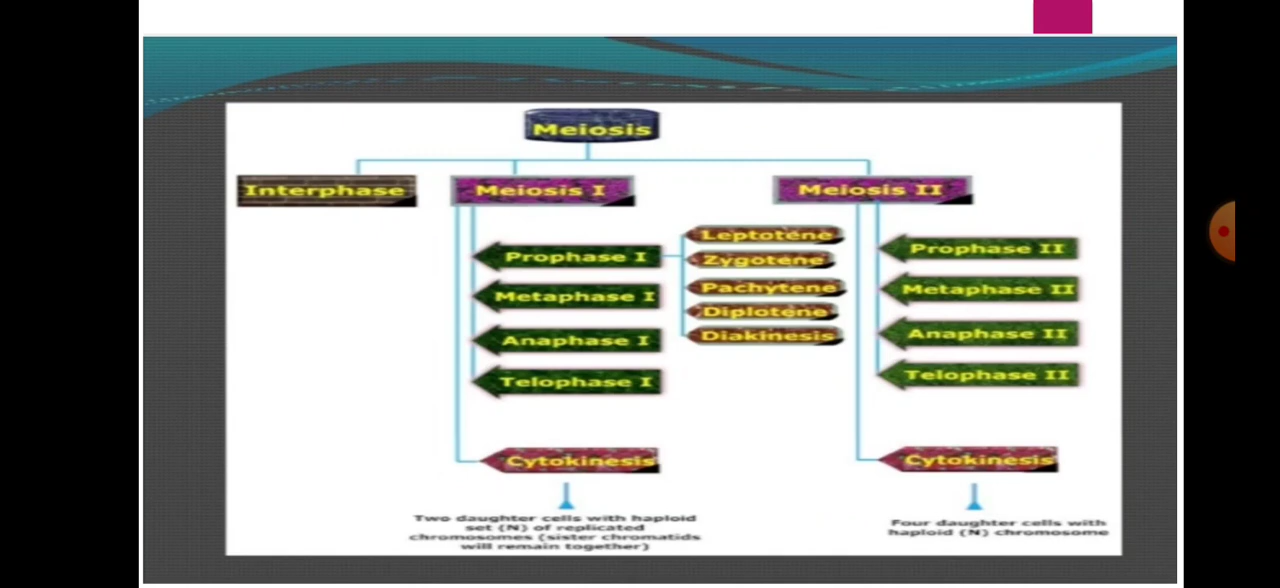 Meiosis
Interphase
Meiosis I
Meiosis II
Prophase I
Metaphase I
Anaphase I
Telophase I
Leptotene
Zygotene
Pachytene
Diplotene
Diakinesis
Prophase II
Metaphase II
Anaphase II
Telophase II
Cytokinesis
Cytokinesis
Two daughter cells with haploid
set (N) of replicated
chromosomes (sister chromatids
will remain together)
Four daughter cells with
haploid (N) chromosome